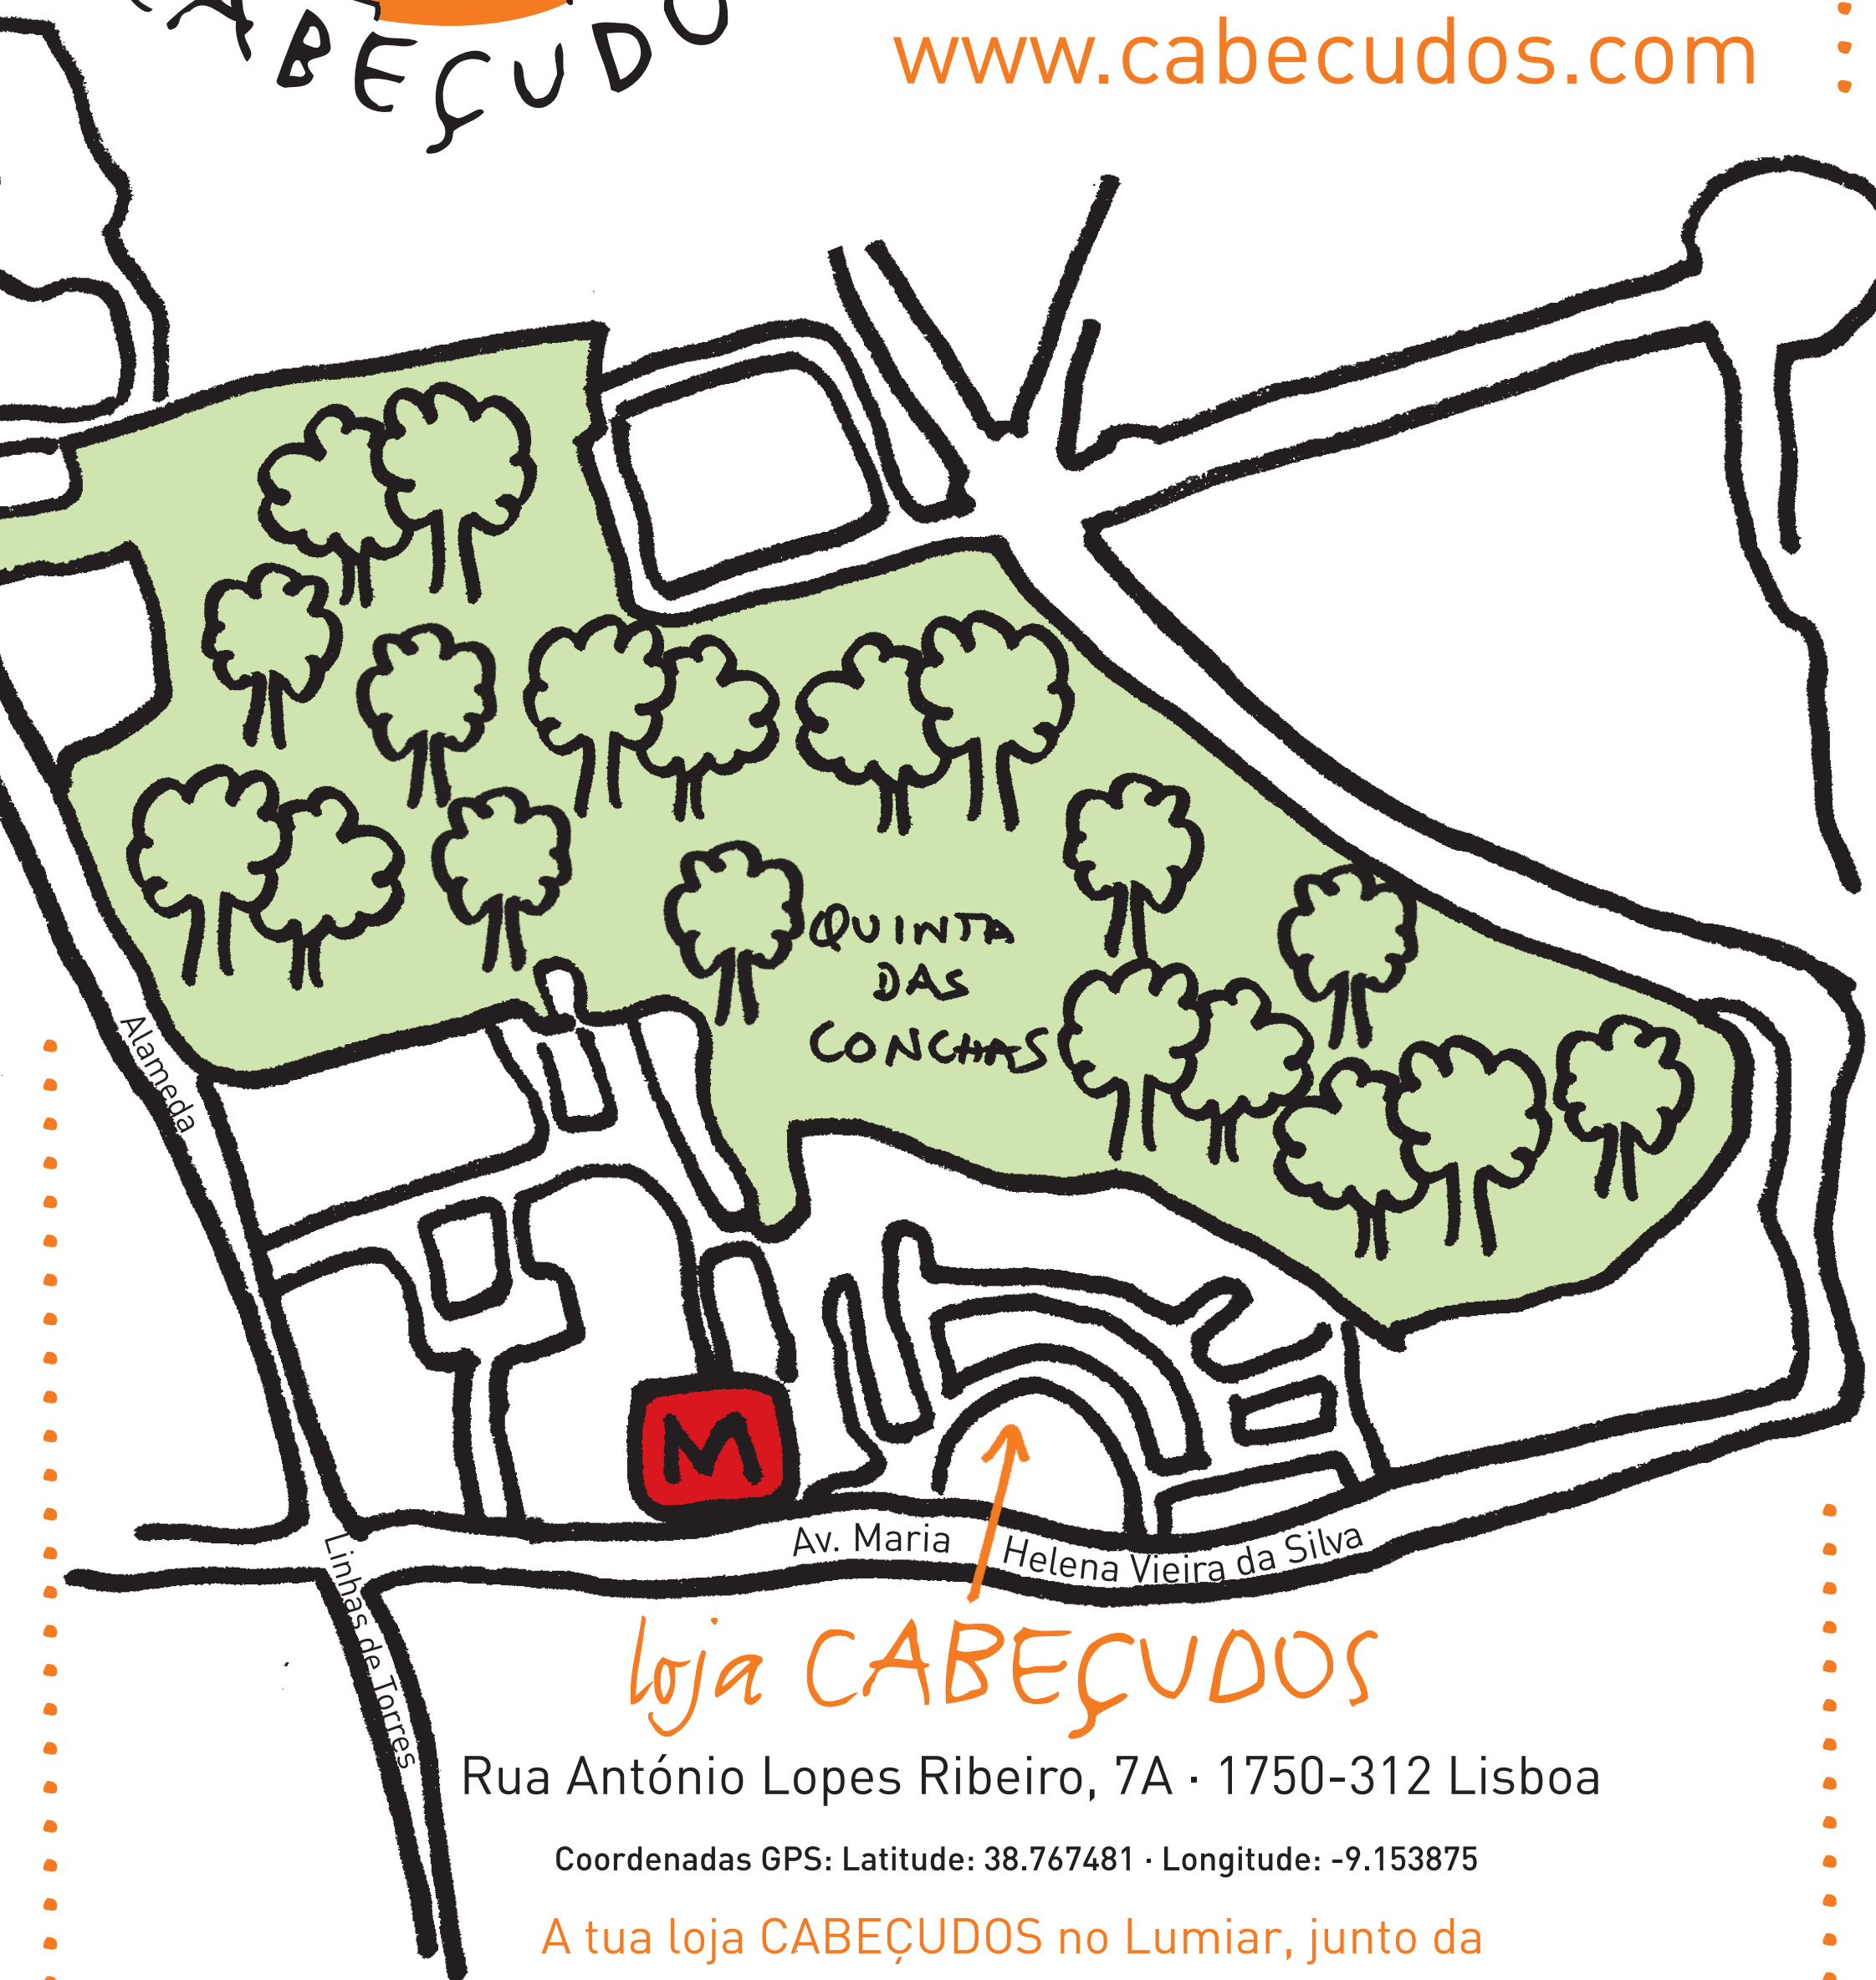 CABEÇUDO
www.cabecudos.com
QUINTA
DAS
CONCHAS
Alameda
M
Av. Maria Helena Vieira da Silva
Linhas de Torres
loja CABEÇUDOS
Rua António Lopes Ribeiro, 7A · 1750-312 Lisboa
Coordenadas GPS: Latitude: 38.767481 · Longitude: -9.153875
A tua loja CABEÇUDOS no Lumiar, junto da